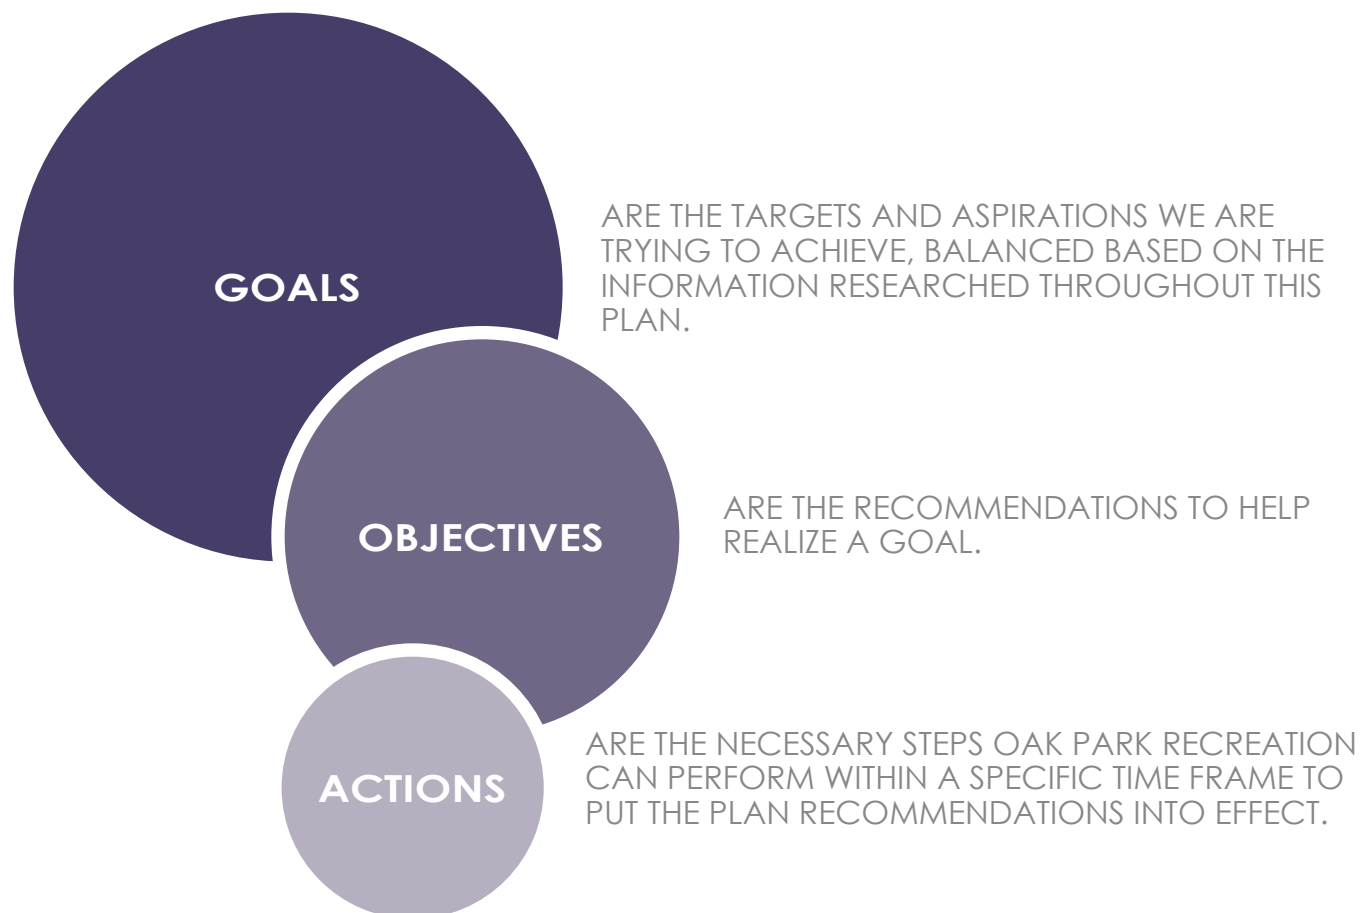 GOALS
ARE THE TARGETS AND ASPIRATIONS WE ARE
TRYING TO ACHIEVE, BALANCED BASED ON THE
INFORMATION RESEARCHED THROUGHOUT THIS
PLAN.
OBJECTIVES
ARE THE RECOMMENDATIONS TO HELP
REALIZE A GOAL.
ACTIONS
ARE THE NECESSARY STEPS OAK PARK RECREATION
CAN PERFORM WITHIN A SPECIFIC TIME FRAME TO
PUT THE PLAN RECOMMENDATIONS INTO EFFECT.